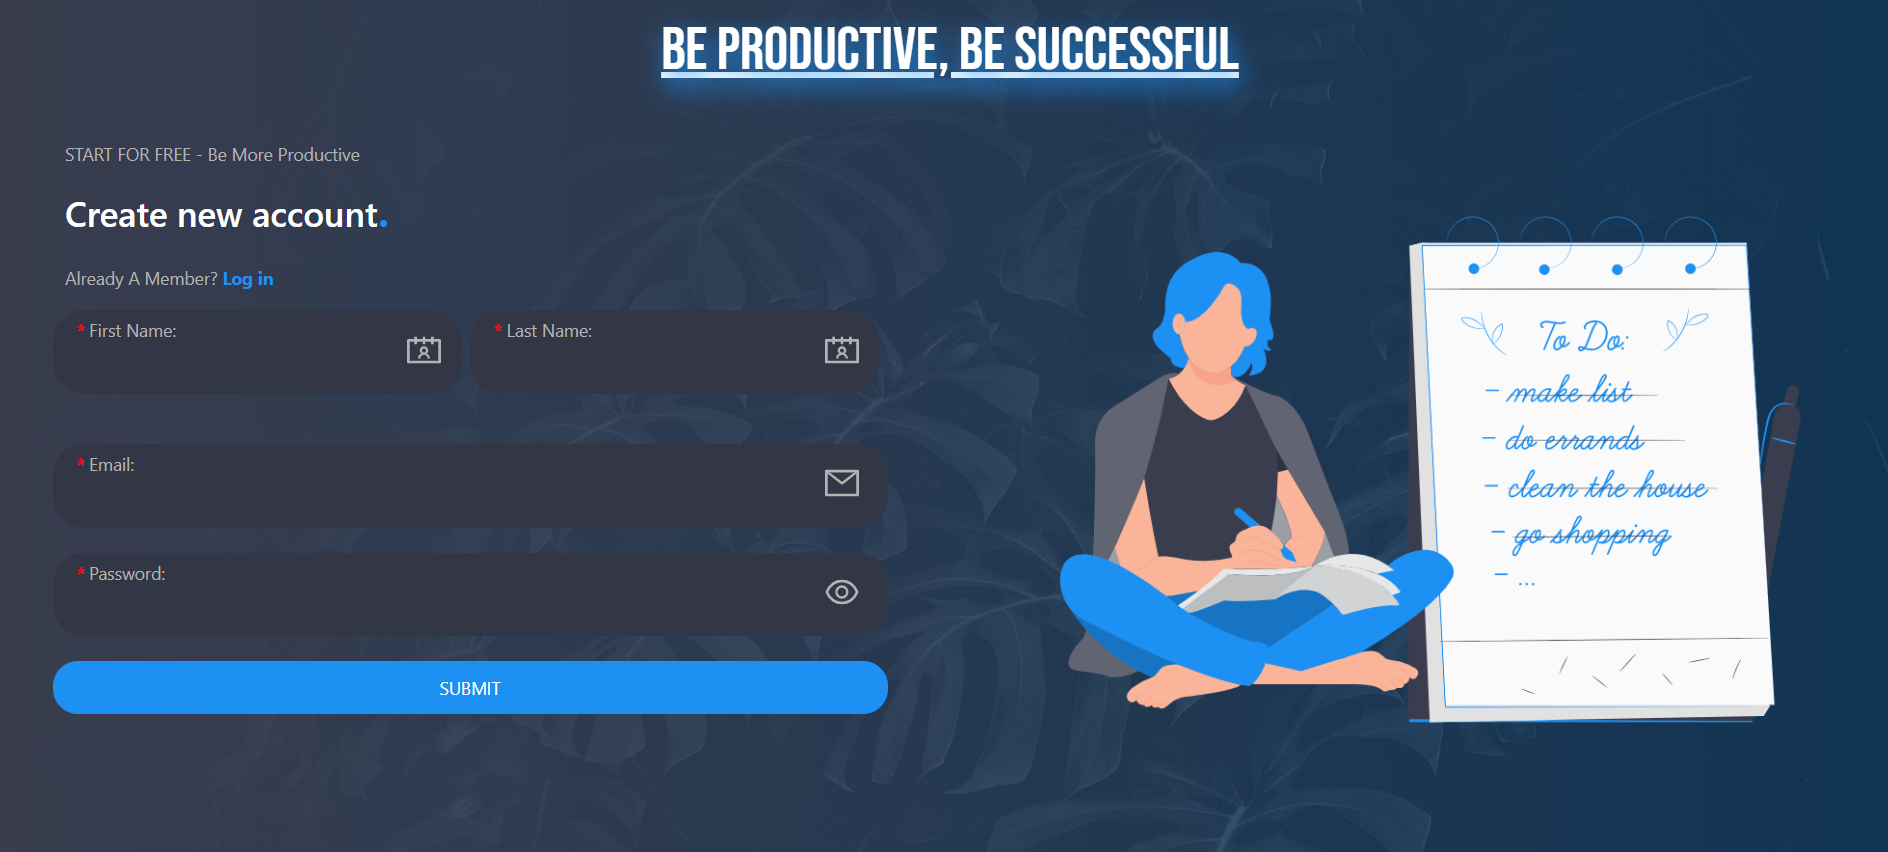 BE PRODUCTIVE, BE SUCCESSFUL
START FOR FREE - Be More Productive
Create new account.
Already A Member? Log in
* First Name:
* Last Name:
* Email:
* Password:
SUBMIT
To Do:
- make list
- do errands
- clean the house
- go shopping
- ...